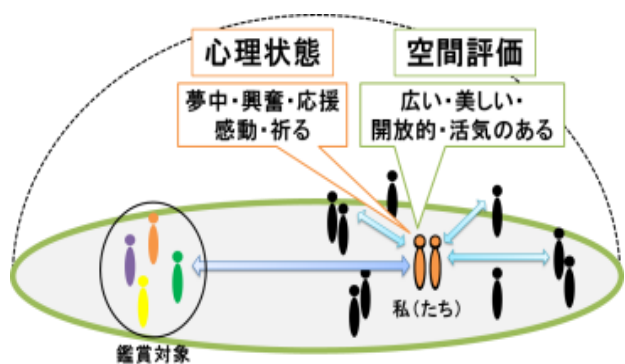 心理状態
夢中・興奮・応援
感動・祈る
空間評価
広い・美しい・
開放的・活気のある
私（たち）
鑑賞対象